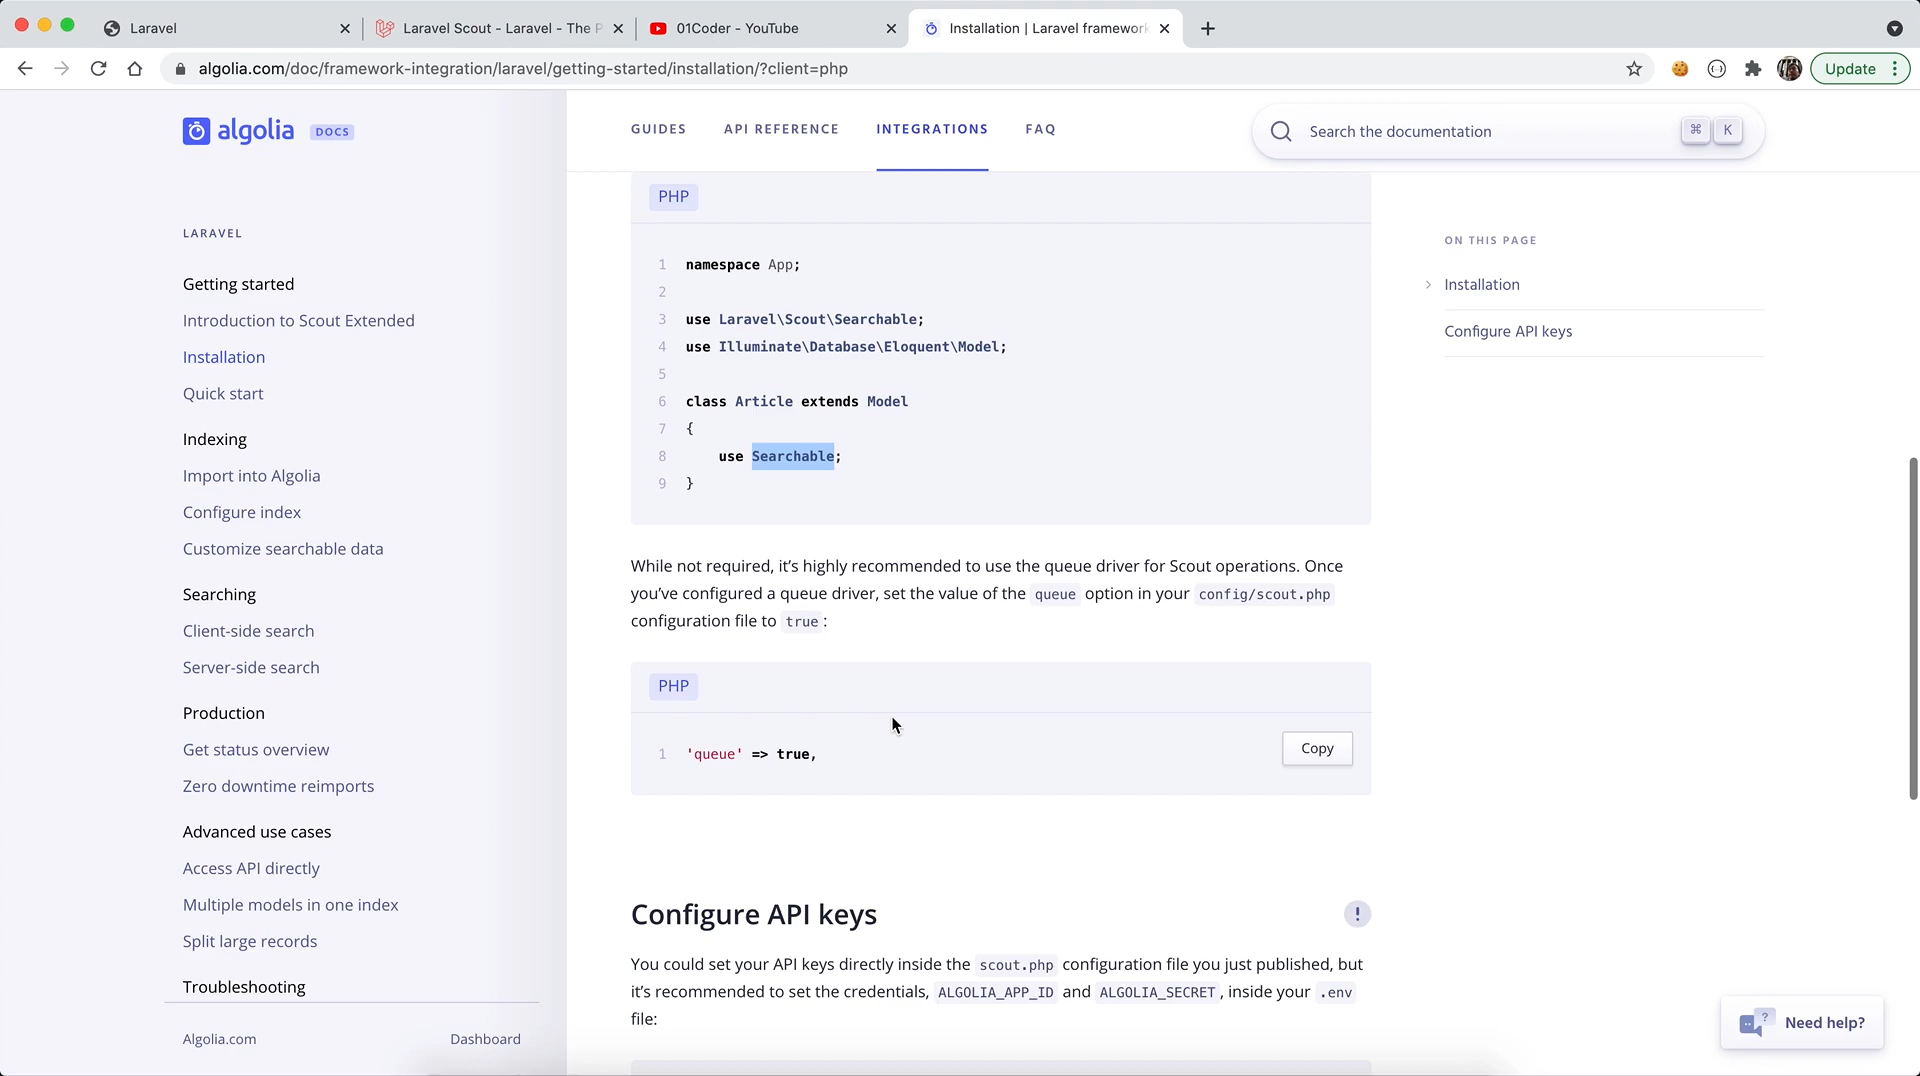 Laravel
Laravel Scout - Laravel - The P
01Coder - YouTube
Installation | Laravel framewor
algolia.com/doc/framework-integration/laravel/getting-started/installation/?client=php
Update
algolia DOCS
GUIDES API REFERENCE INTEGRATIONS FAQ
Search the documentation ⌘ K
LARAVEL
Getting started
Introduction to Scout Extended
Installation
Quick start
Indexing
Import into Algolia
Configure index
Customize searchable data
Searching
Client-side search
Server-side search
Production
Get status overview
Zero downtime reimports
Advanced use cases
Access API directly
Multiple models in one index
Split large records
Troubleshooting
Algolia.com Dashboard
PHP
1 namespace App;
2
3 use Laravel\Scout\Searchable;
4 use Illuminate\Database\Eloquent\Model;
5
6 class Article extends Model
7 {
8 use Searchable;
9 }
While not required, it’s highly recommended to use the queue driver for Scout operations. Once
you’ve configured a queue driver, set the value of the queue option in your config/scout.php
configuration file to true :
PHP
1 'queue' => true,
Copy
Configure API keys
!
You could set your API keys directly inside the scout.php configuration file you just published, but
it’s recommended to set the credentials, ALGOLIA_APP_ID and ALGOLIA_SECRET , inside your .env
file:
ON THIS PAGE
Installation
Configure API keys
Need help?